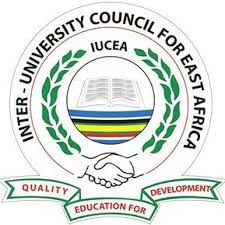 INTER - UNIVERSITY COUNCIL FOR EAST AFRICA
IUCEA
QUALITY
EDUCATION FOR
DEVELOPMENT